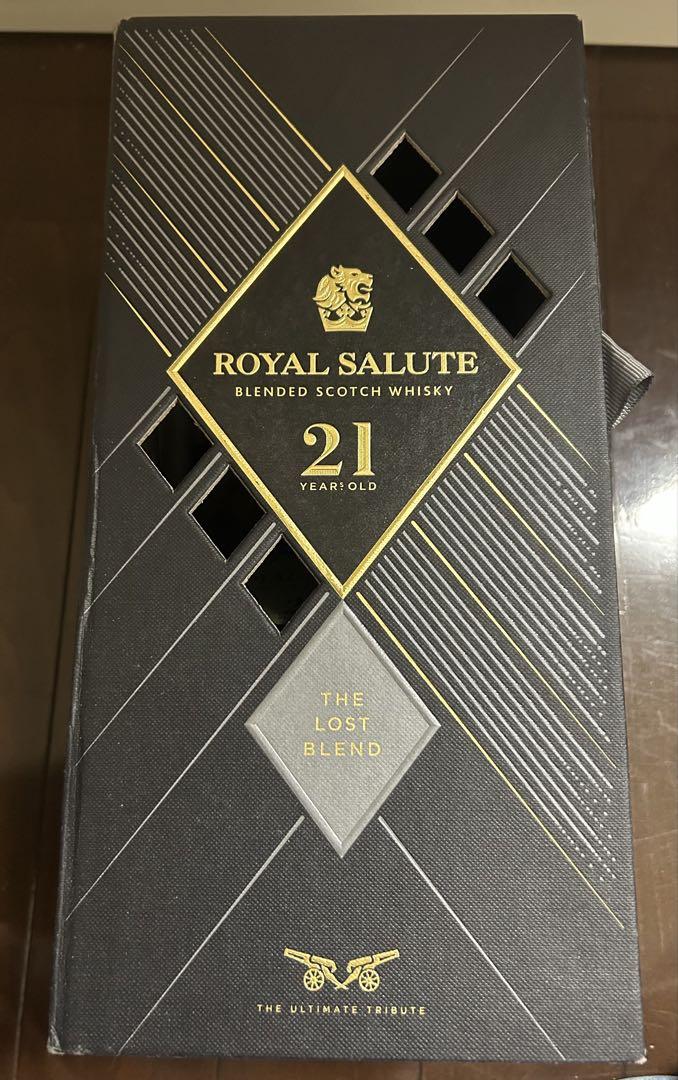 ROYAL SALUTE
BLENDED SCOTCH WHISKY
21
YEARS OLD
THE
LOST
BLEND
THE ULTIMATE TRIBUTE